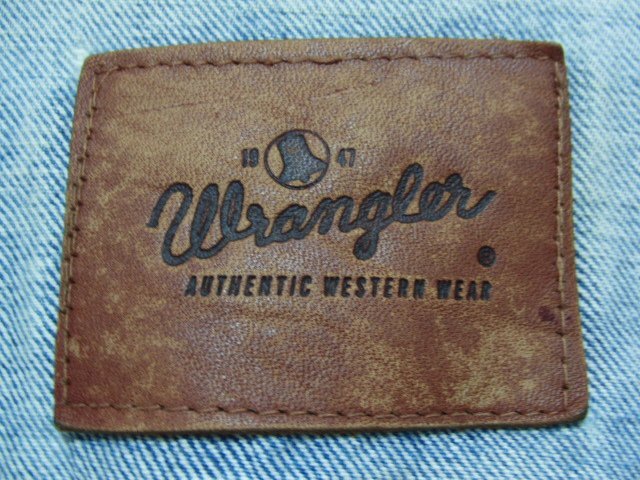 19 47
Wrangler
®
AUTHENTIC WESTERN WEAR